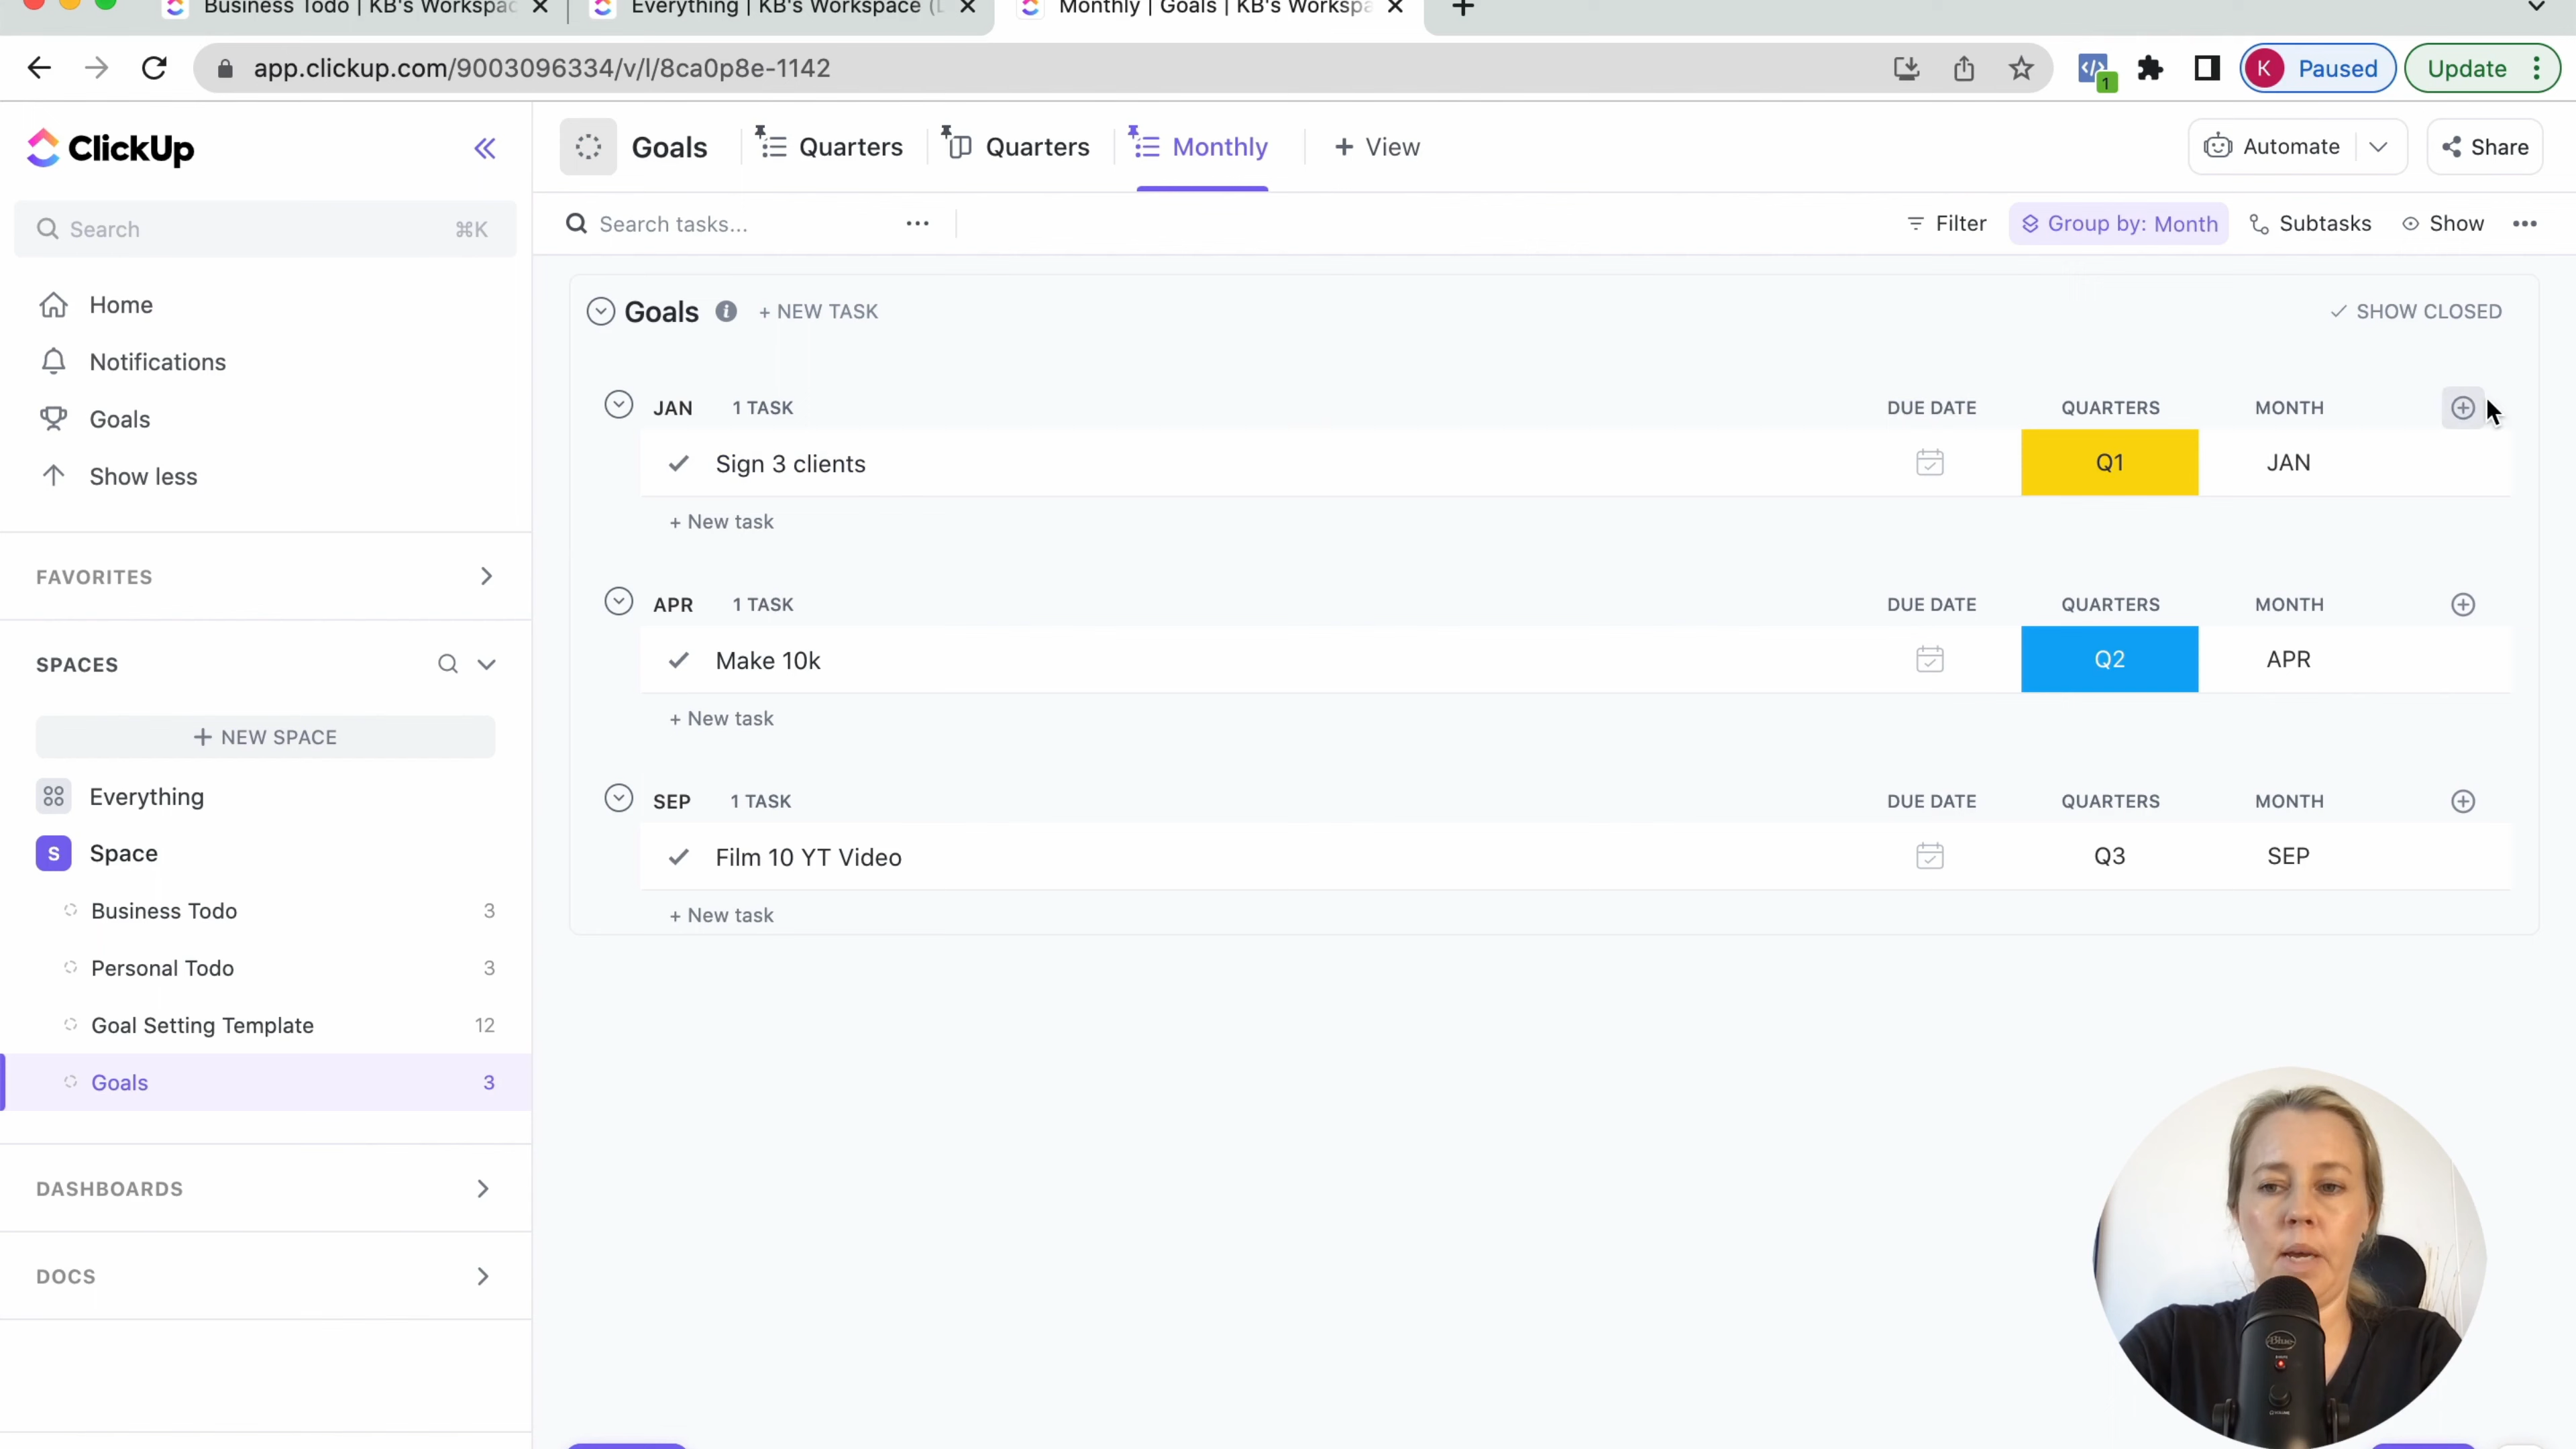 Business Todo | KB's Workspac
Everything | KB's Workspace (
Monthly | Goals | KB's Workspa
app.clickup.com/9003096334/v/l/8ca0p8e-1142
1
K Paused
Update
ClickUp
Goals
Quarters
Quarters
Monthly
+ View
Automate
Share
Search ⌘K
Search tasks...
Filter
Group by: Month
Subtasks
Show
Home
Notifications
Goals
Show less
FAVORITES
SPACES
+ NEW SPACE
Everything
S Space
Business Todo 3
Personal Todo 3
Goal Setting Template 12
Goals 3
DASHBOARDS
DOCS
Goals + NEW TASK
SHOW CLOSED
JAN 1 TASK DUE DATE QUARTERS MONTH
Sign 3 clients Q1 JAN
+ New task
APR 1 TASK DUE DATE QUARTERS MONTH
Make 10k Q2 APR
+ New task
SEP 1 TASK DUE DATE QUARTERS MONTH
Film 10 YT Video Q3 SEP
+ New task
Blue